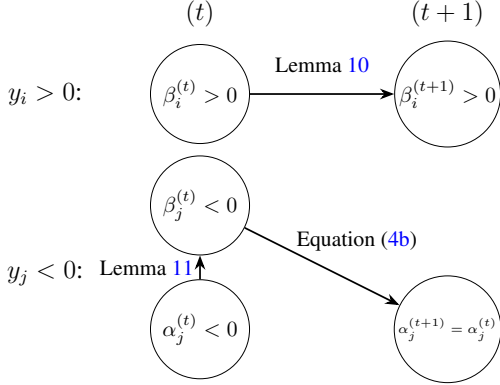 (t) (t + 1)
Lemma 10
y_i > 0: β_i^{(t)} > 0 β_i^{(t+1)} > 0
β_j^{(t)} < 0
Equation (4b)
y_j < 0: Lemma 11
α_j^{(t)} < 0 α_j^{(t+1)} = α_j^{(t)}